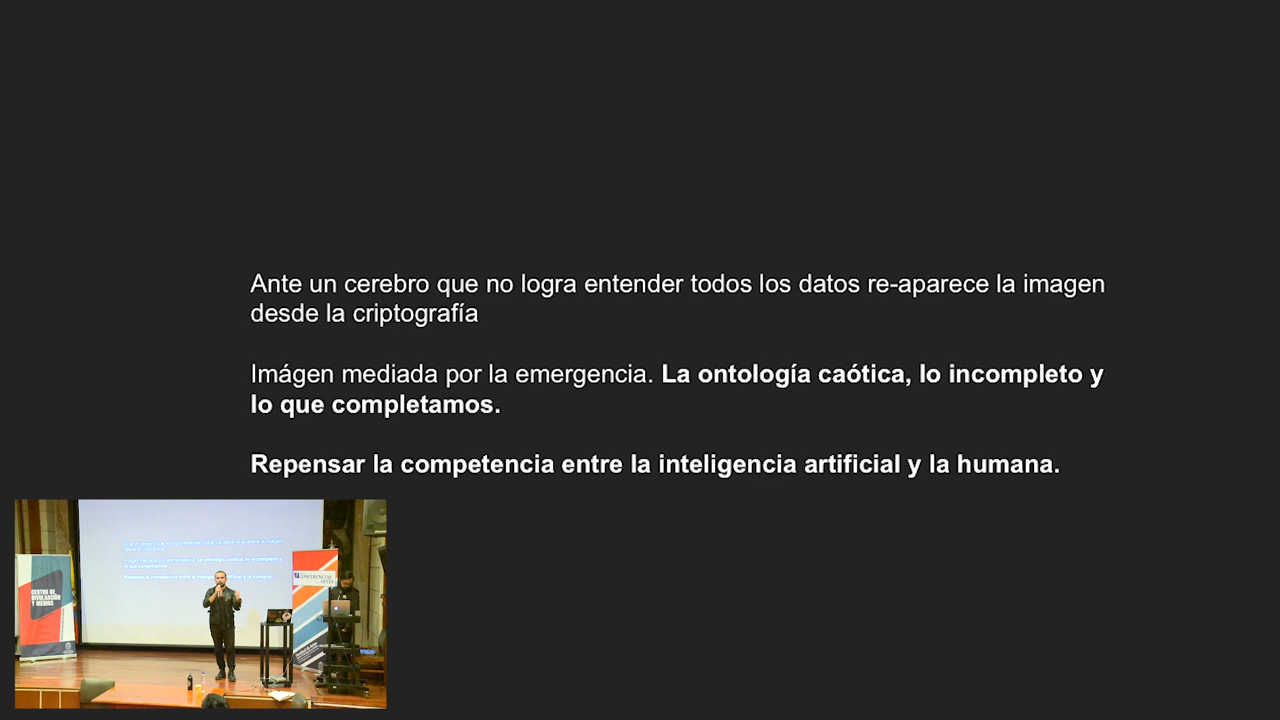 Ante un cerebro que no logra entender todos los datos re-aparece la imagen
desde la criptografía
Imágen mediada por la emergencia. La ontología caótica, lo incompleto y
lo que completamos.
Repensar la competencia entre la inteligencia artificial y la humana.
CENTRO DE
DIVULGACIÓN
Y MEDIOS
CONFERENCIAS
ARTES